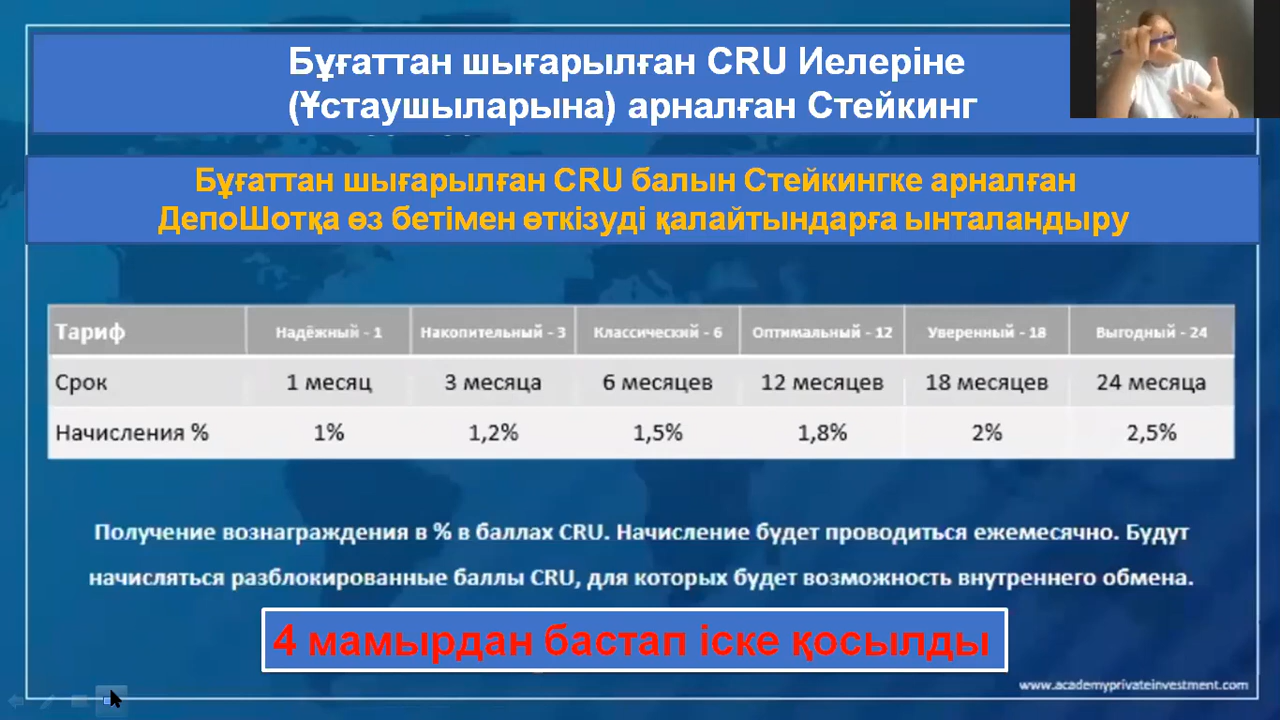 Бұғаттан шығарылған CRU Иелеріне
(Ұстаушыларына) арналған Стейкинг
Бұғаттан шығарылған CRU балын Стейкингке арналған
ДепоШотқа өз бетімен өткізуді қалайтындарға ынталандыру
Тариф Надёжный - 1 Накопительный - 3 Классический - 6 Оптимальный - 12 Уверенный - 18 Выгодный - 24
Срок 1 месяц 3 месяца 6 месяцев 12 месяцев 18 месяцев 24 месяца
Начисления % 1% 1,2% 1,5% 1,8% 2% 2,5%
Получение вознаграждения в % в баллах CRU. Начисление будет проводиться ежемесячно. Будут
начисляться разблокированные баллы CRU, для которых будет возможность внутреннего обмена.
4 мамырдан бастап іске қосылды
www.academyprivateinvestment.com